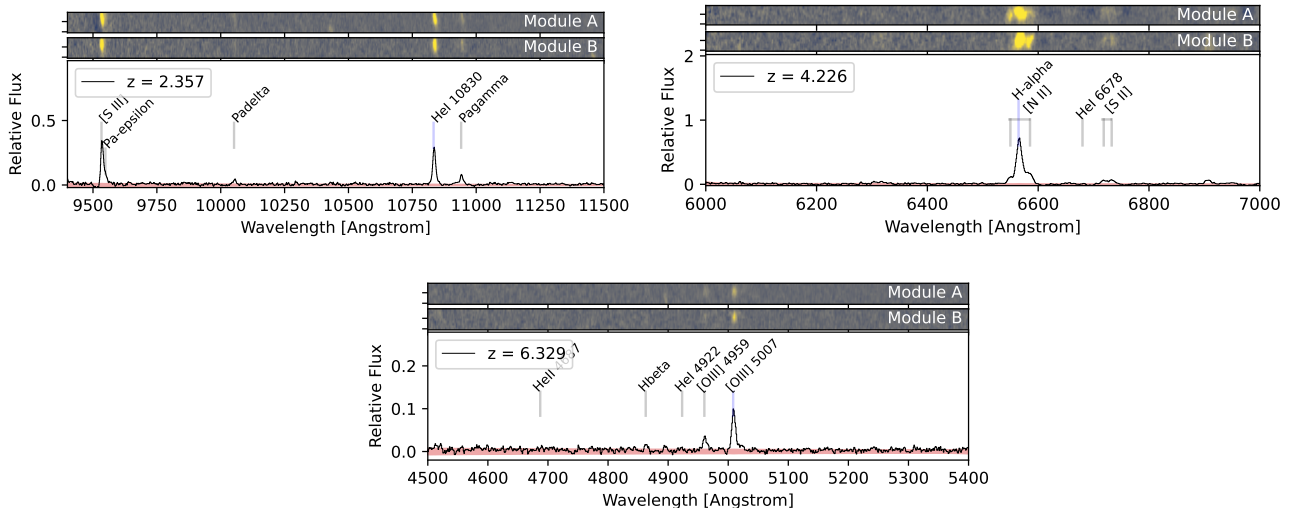 Module A
Module B
z = 2.357
[S III]
Pa-epsilon
Padelta
HeI 10830
Pagamma
Relative Flux
0.5
0.0
9500 9750 10000 10250 10500 10750 11000 11250 11500
Wavelength [Angstrom]
Module A
Module B
z = 4.226
H-alpha
[N II]
HeI 6678
[S II]
Relative Flux
2
1
0
6000 6200 6400 6600 6800 7000
Wavelength [Angstrom]
Module A
Module B
z = 6.329
HeII
Hbeta
HeI 4922
[OIII] 4959
[OIII] 5007
Relative Flux
0.2
0.1
0.0
4500 4600 4700 4800 4900 5000 5100 5200 5300 5400
Wavelength [Angstrom]